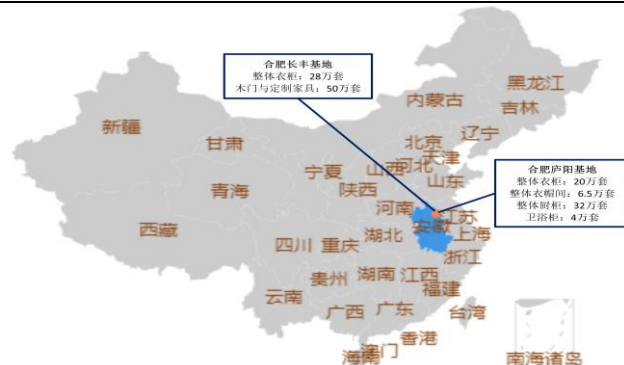 合肥长丰基地
整体衣柜：28万套
木门与定制家具：50万套
黑龙江
内蒙古
吉林
新疆
辽宁
北京
甘肃
天津
河北
山西
宁夏
合肥庐阳基地
整体衣柜：20万套
整体衣帽间：6.5万套
整体厨柜：32万套
卫浴柜：4万套
山东
陕西
青海
河南
江苏
安徽
西藏
上海
湖北
四川
重庆
浙江
贵州
湖南
江西
福建
云南
广西
广东
台湾
香港
澳门
海南
南海诸岛